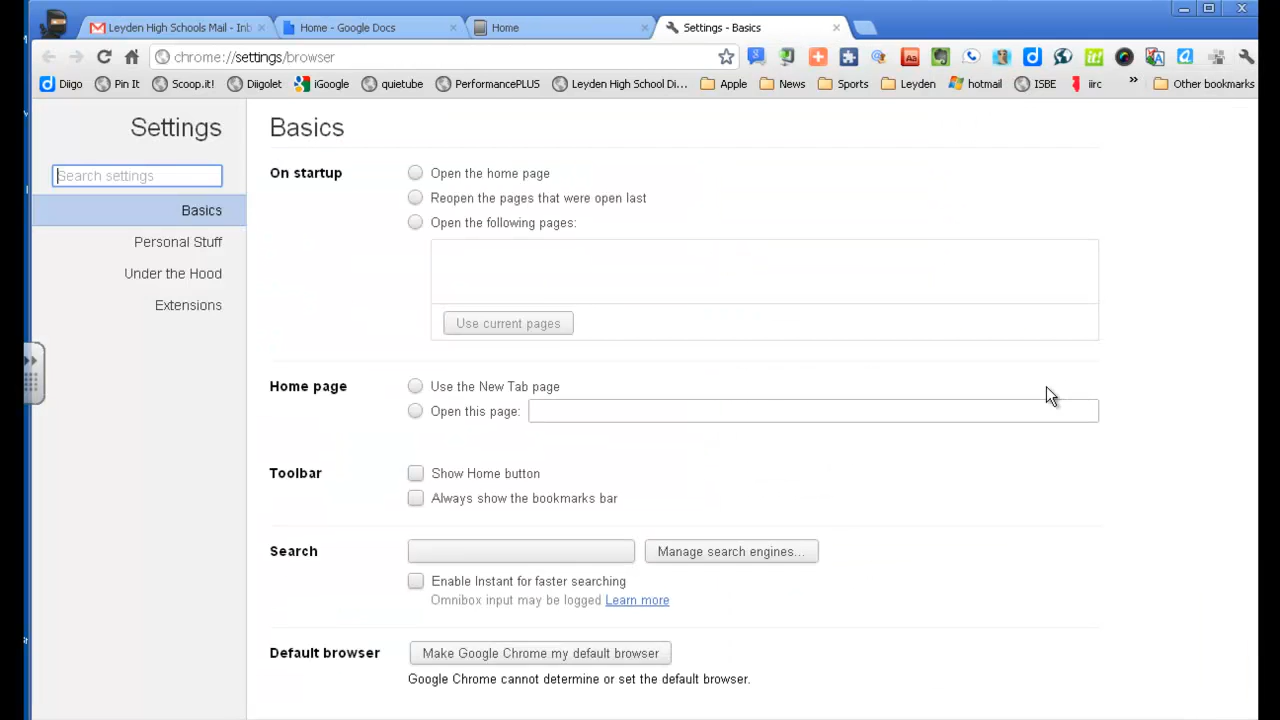 Leyden High Schools Mail - Inb
Home - Google Docs
Home
Settings - Basics
chrome://settings/browser
Diigo
Pin It
Scoop.it!
Diigolet
iGoogle
quietube
PerformancePLUS
Leyden High School Di...
Apple
News
Sports
Leyden
hotmail
ISBE
iirc
Other bookmarks
Settings
Search settings
Basics
Personal Stuff
Under the Hood
Extensions
Basics
On startup
Open the home page
Reopen the pages that were open last
Open the following pages:
Use current pages
Home page
Use the New Tab page
Open this page:
Toolbar
Show Home button
Always show the bookmarks bar
Search
Manage search engines...
Enable Instant for faster searching
Omnibox input may be logged Learn more
Default browser
Make Google Chrome my default browser
Google Chrome cannot determine or set the default browser.